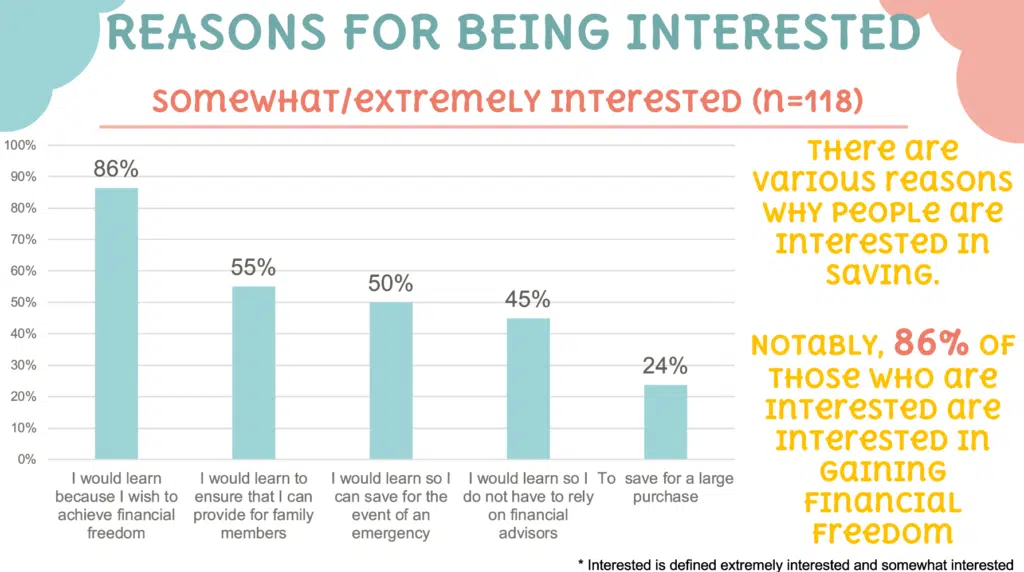 REASONS FOR BEING INTERESTED
SOMEWHAT/EXTREMELY INTERESTED (N=118)
100%
90%
80%
70%
60%
50%
40%
30%
20%
10%
0%
86%
55%
50%
45%
24%
I would learn
because I wish to
achieve financial
freedom
I would learn to
ensure that I can
provide for family
members
I would learn so I
can save for the
event of an
emergency
I would learn so I
do not have to rely
on financial
advisors
To save for a large
purchase
THERE ARE
VARIOUS REASONS
WHY PEOPLE ARE
INTERESTED IN
SAVING.
NOTABLY, 86% OF
THOSE WHO ARE
INTERESTED ARE
INTERESTED IN
GAINING
FINANCIAL
FREEDOM
* Interested is defined extremely interested and somewhat interested